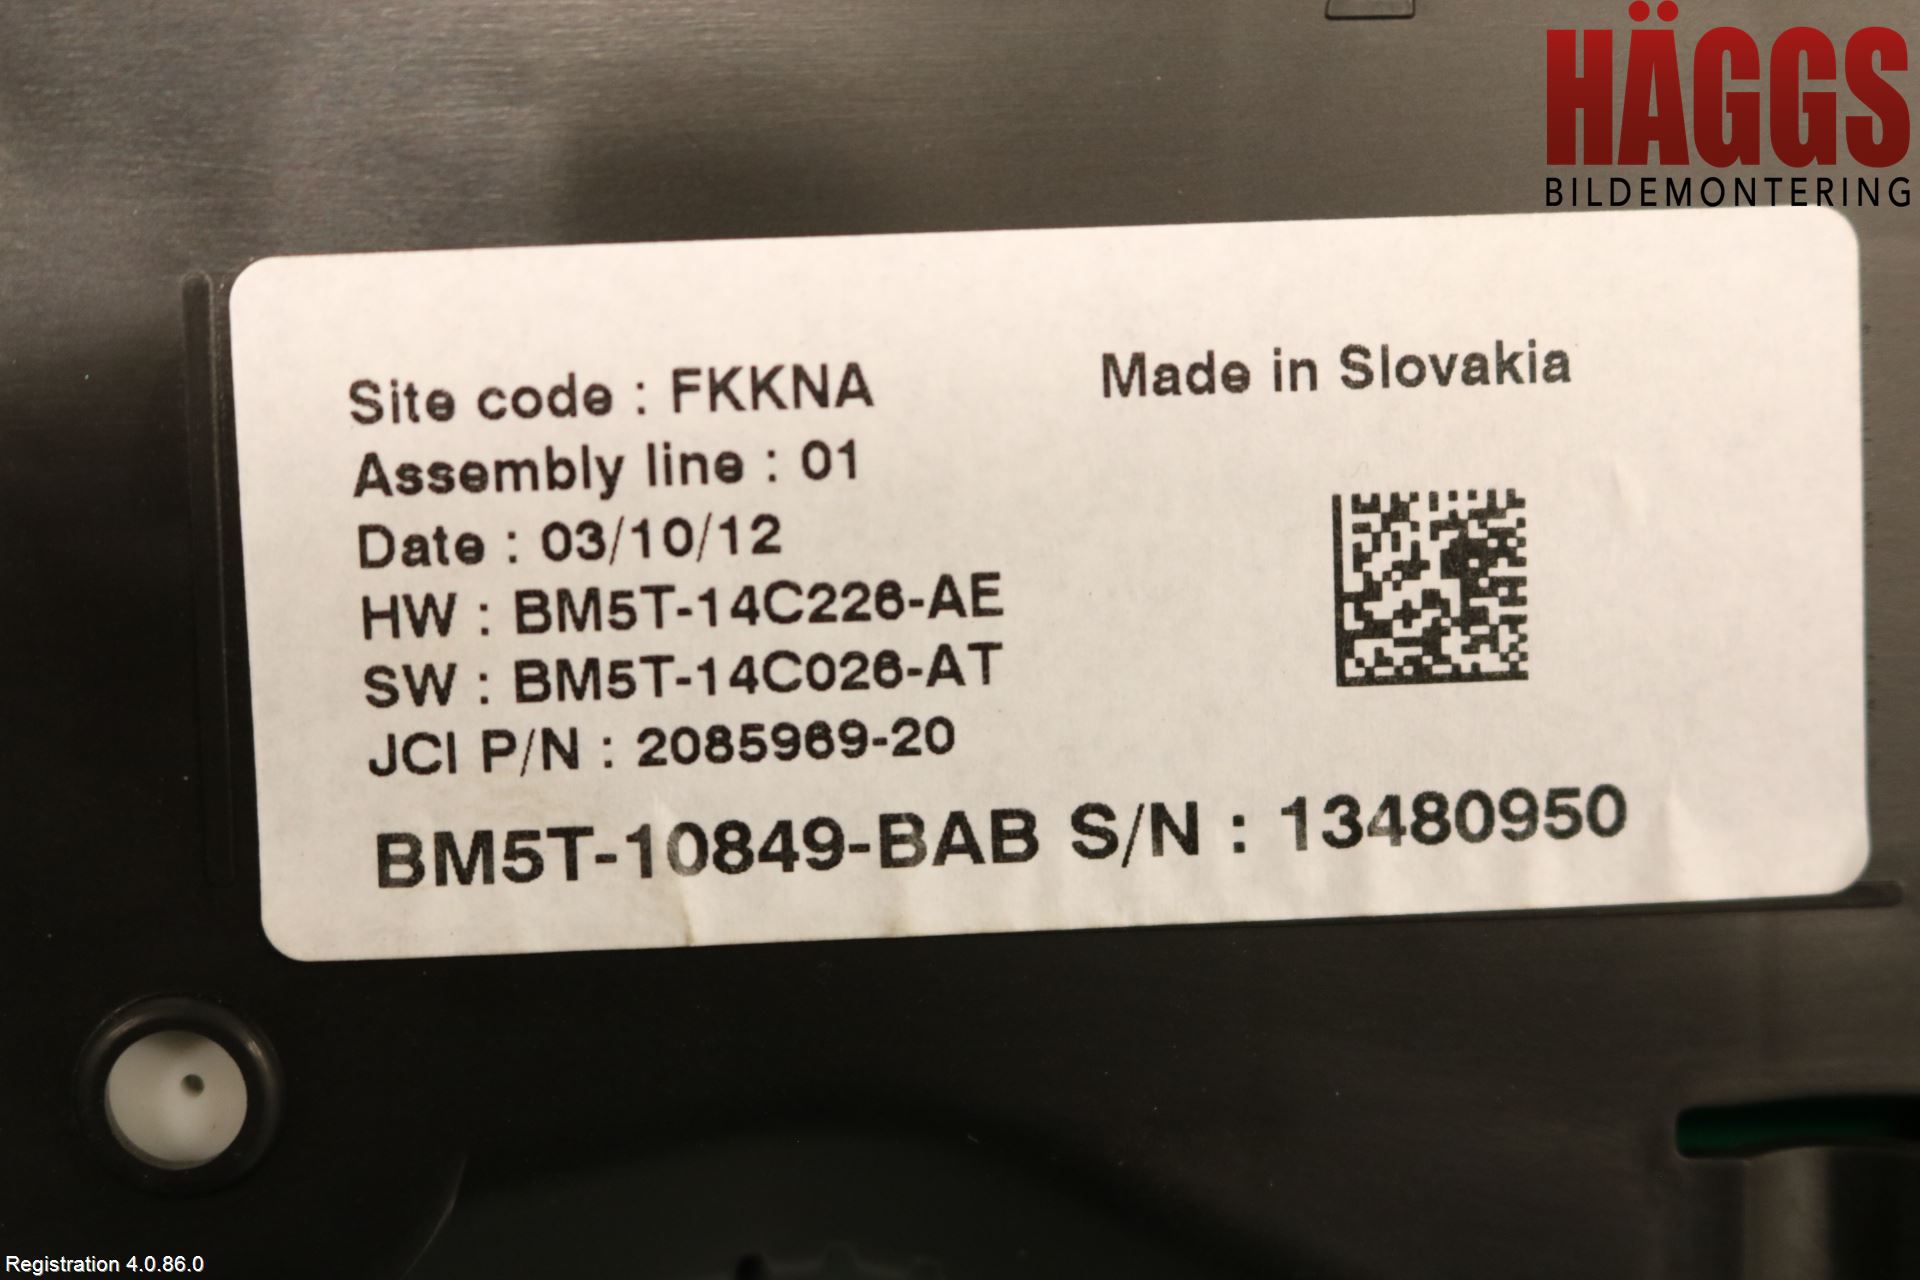 HÄGGS
BILDEMONTERING
Site code : FKKNA
Made in Slovakia
Assembly line : 01
Date : 03/10/12
HW : BM5T-14C226-AE
SW : BM5T-14C026-AT
JCI P/N : 2085969-20
BM5T-10849-BAB S/N : 13480950
Registration 4.0.86.0